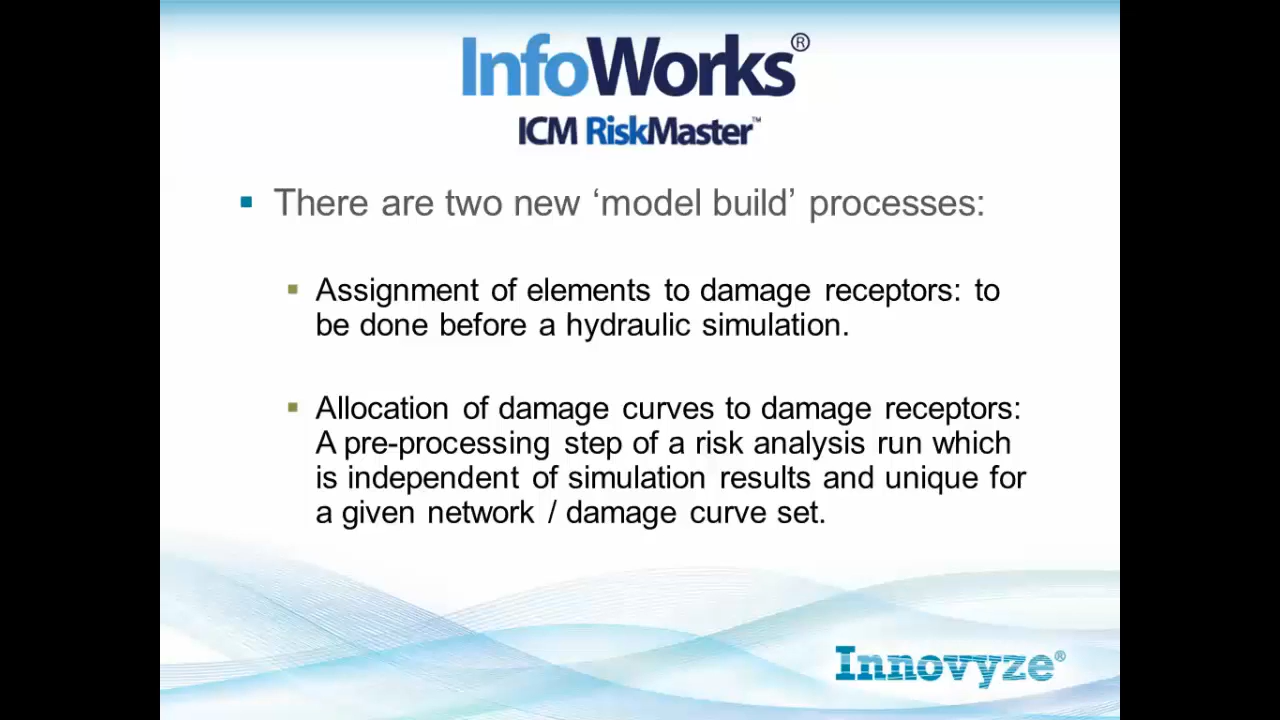 InfoWorks®
ICM RiskMaster™
▪ There are two new ‘model build’ processes:
▪ Assignment of elements to damage receptors: to
be done before a hydraulic simulation.
▪ Allocation of damage curves to damage receptors:
A pre-processing step of a risk analysis run which
is independent of simulation results and unique for
a given network / damage curve set.
Innovyze®